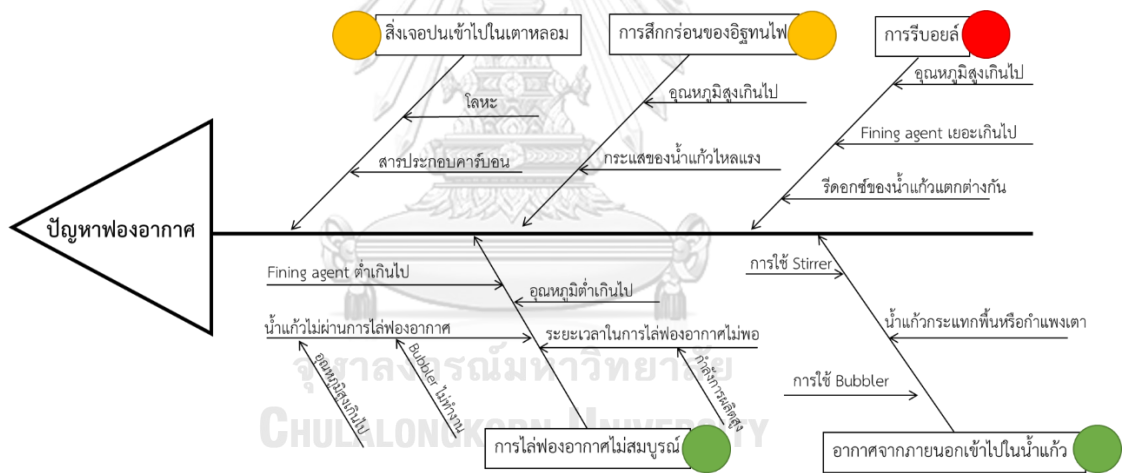 สิ่งเจอปนเข้าไปในเตาหลอม
การสึกกร่อนของอิฐทนไฟ
การรีบอยล์
อุณหภูมิสูงเกินไป
อุณหภูมิสูงเกินไป
โลหะ
Fining agent เยอะเกินไป
สารประกอบคาร์บอน
กระแสของน้ำแก้วไหลแรง
รีดอกซ์ของน้ำแก้วแตกต่างกัน
ปัญหาฟองอากาศ
Fining agent ต่ำเกินไป
การใช้ Stirrer
อุณหภูมิต่ำเกินไป
น้ำแก้วไม่ผ่านการไล่ฟองอากาศ
ระยะเวลาในการไล่ฟองอากาศไม่พอ
น้ำแก้วกระแทกพื้นหรือกำแพงเตา
อุณหภูมิสูงเกินไป
Bubbler ไม่ทำงาน
กำลังการผลิตสูง
การใช้ Bubbler
จุฬาลงกรณ์มหาวิทยาลัย
CHULALONGKORN UNIVERSITY
การไล่ฟองอากาศไม่สมบูรณ์
อากาศจากภายนอกเข้าไปในน้ำแก้ว